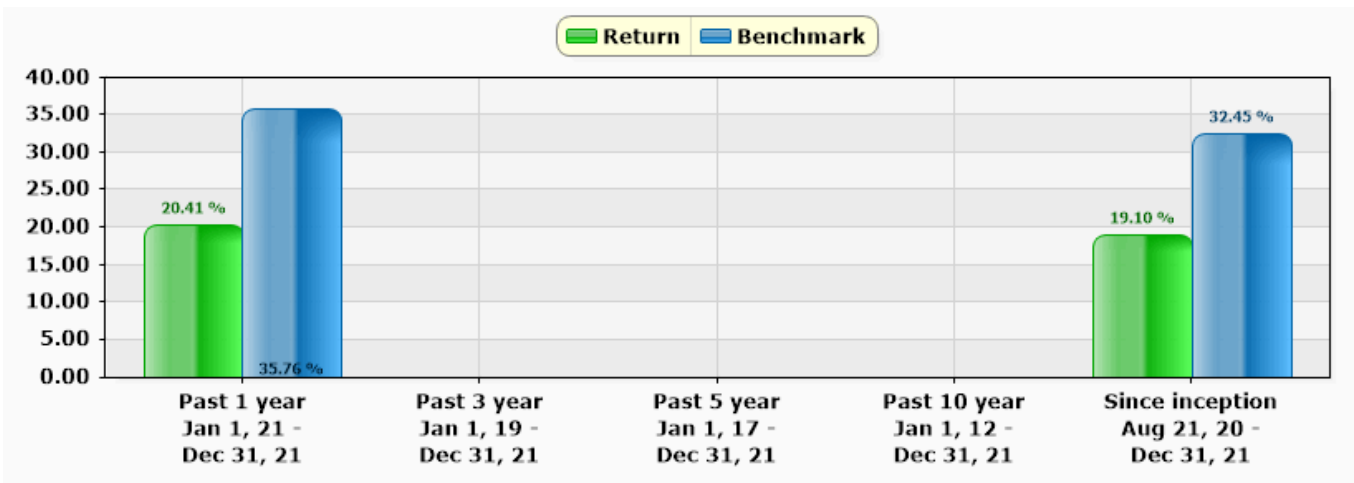 Return Benchmark
40.00
35.00
30.00
25.00
20.00
15.00
10.00
5.00
0.00
20.41 %
35.76 %
19.10 %
32.45 %
Past 1 year
Jan 1, 21 -
Dec 31, 21
Past 3 year
Jan 1, 19 -
Dec 31, 21
Past 5 year
Jan 1, 17 -
Dec 31, 21
Past 10 year
Jan 1, 12 -
Dec 31, 21
Since inception
Aug 21, 20 -
Dec 31, 21